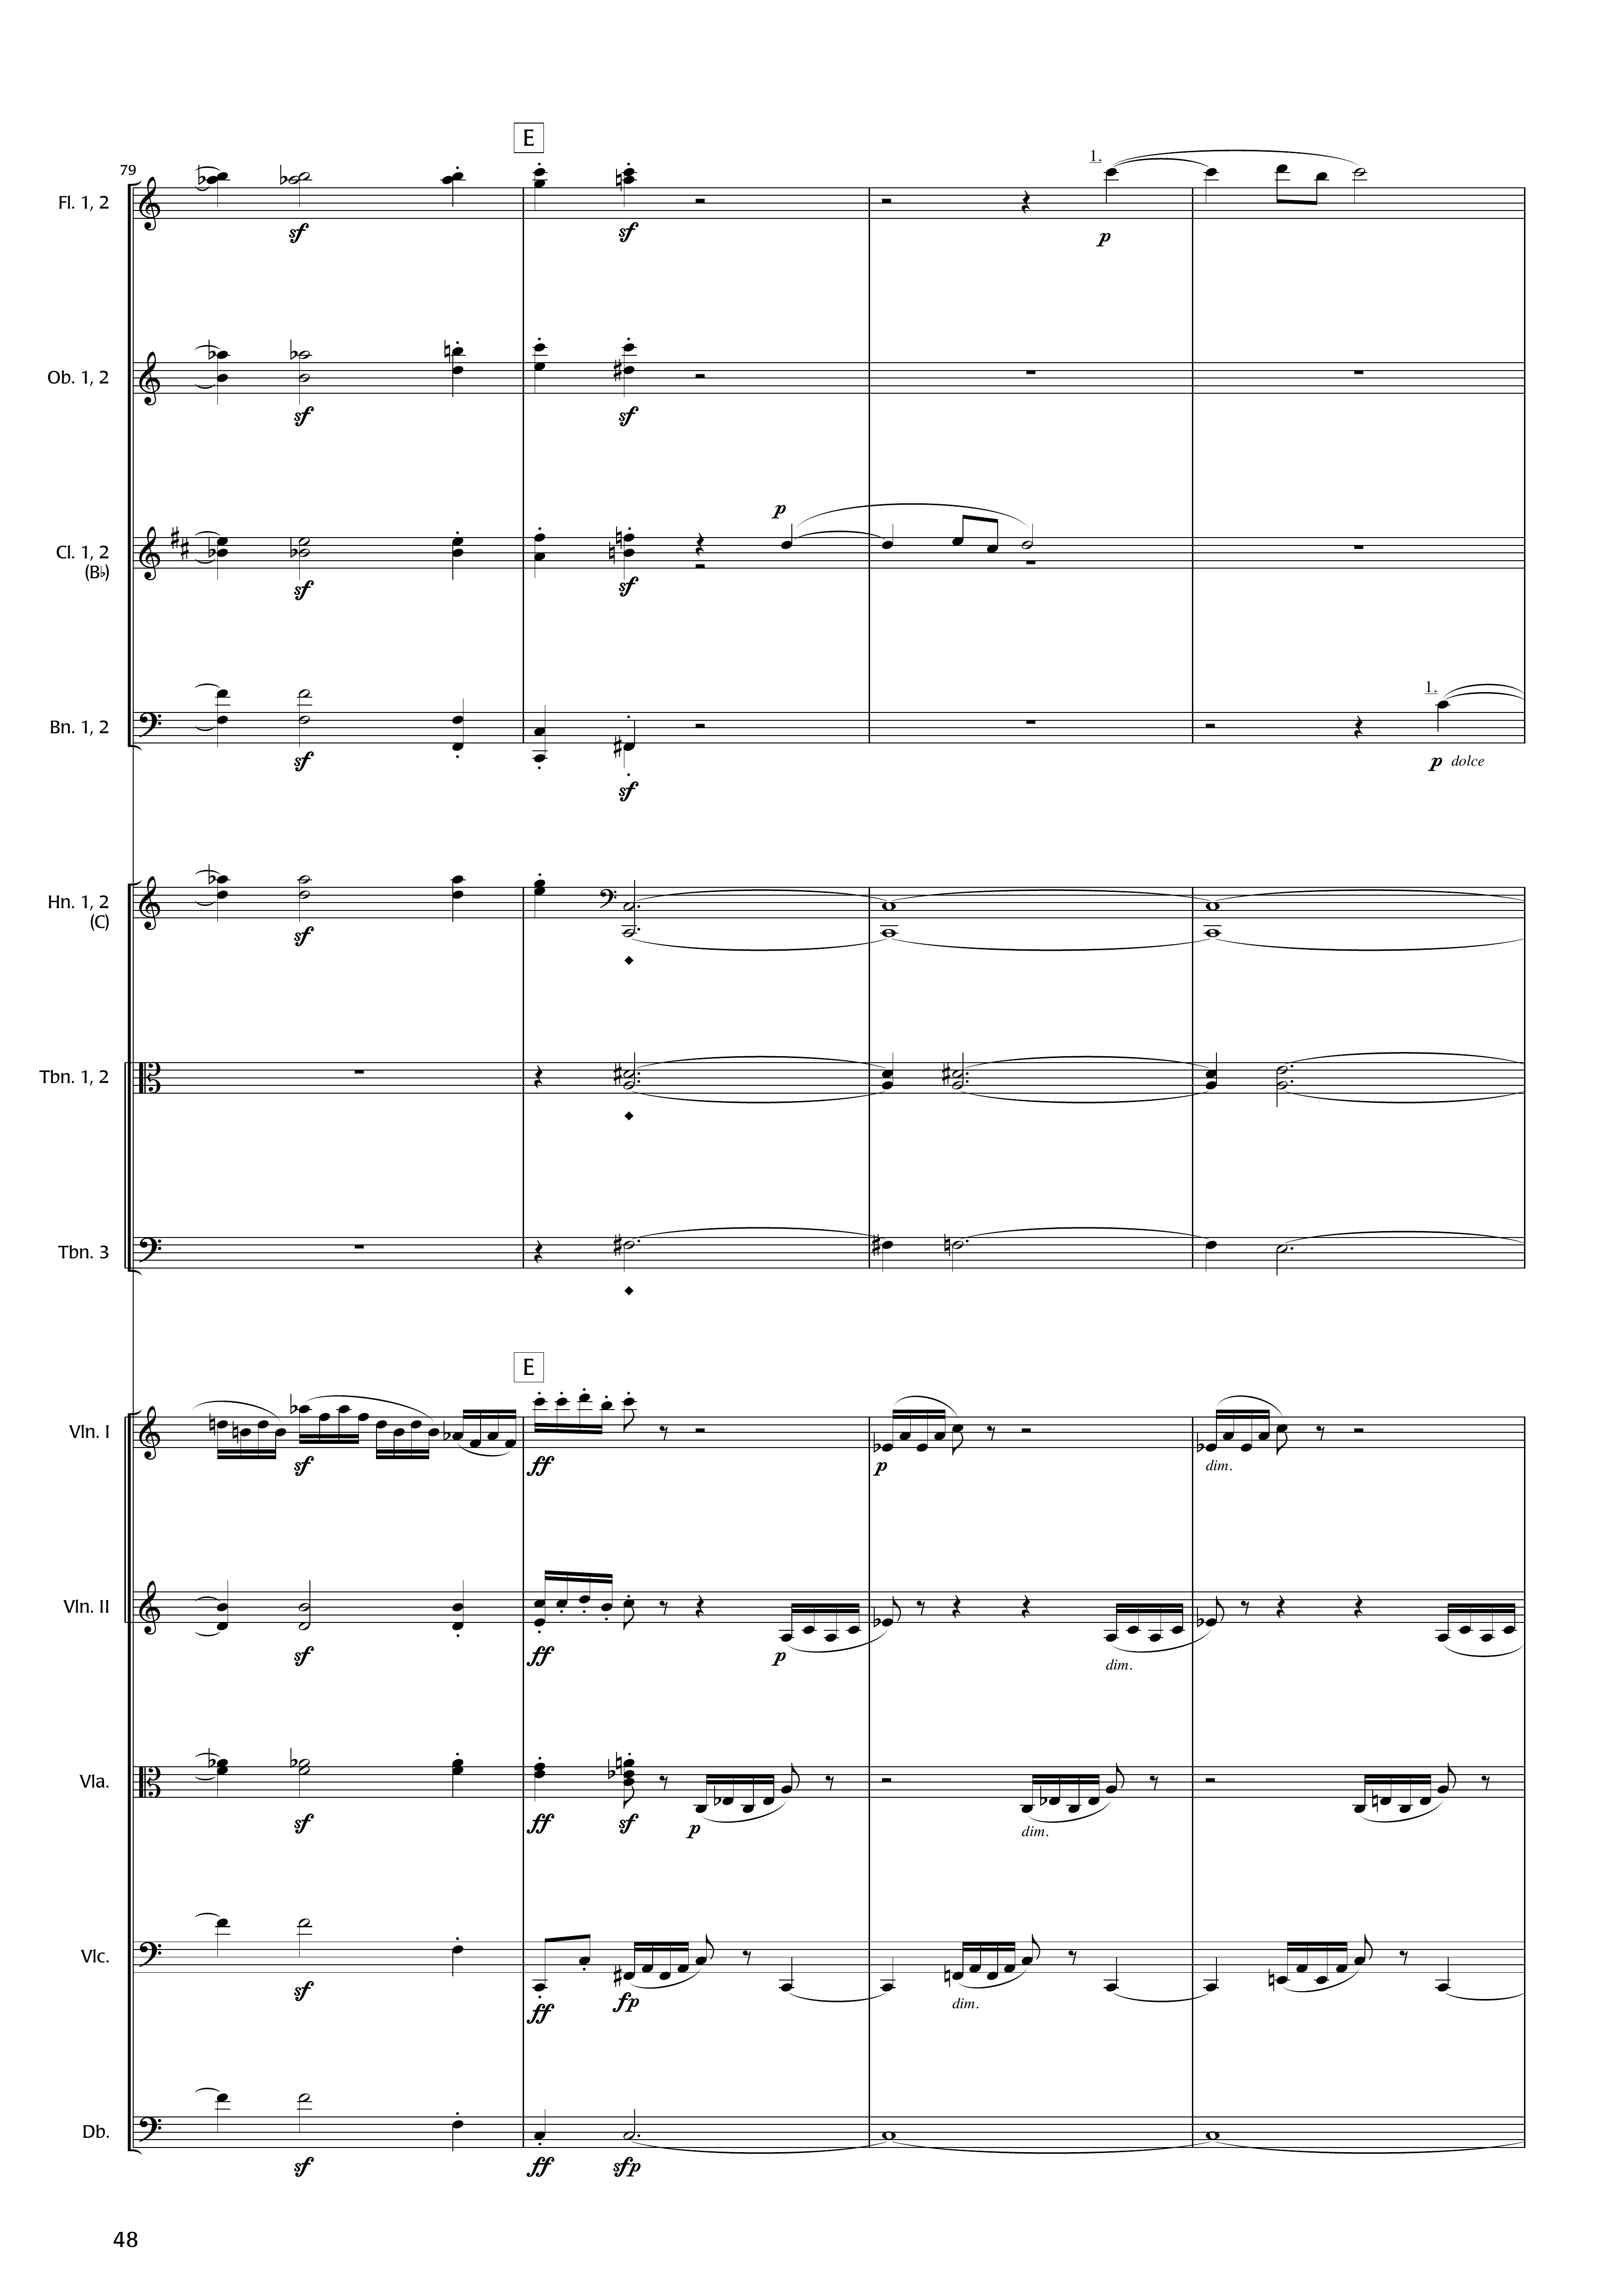 E
79
1.
Fl. 1, 2
sf
sf
p
Ob. 1, 2
sf
sf
p
Cl. 1, 2
(B♭)
sf
sf
1.
Bn. 1, 2
sf
p dolce
sf
Hn. 1, 2
(C)
sf
Tbn. 1, 2
Tbn. 3
E
Vln. I
sf
ff
p
dim.
Vln. II
sf
ff
p
dim.
Vla.
sf
ff
sf
p
dim.
Vlc.
sf
ff
fp
dim.
Db.
sf
ff
sfp
48